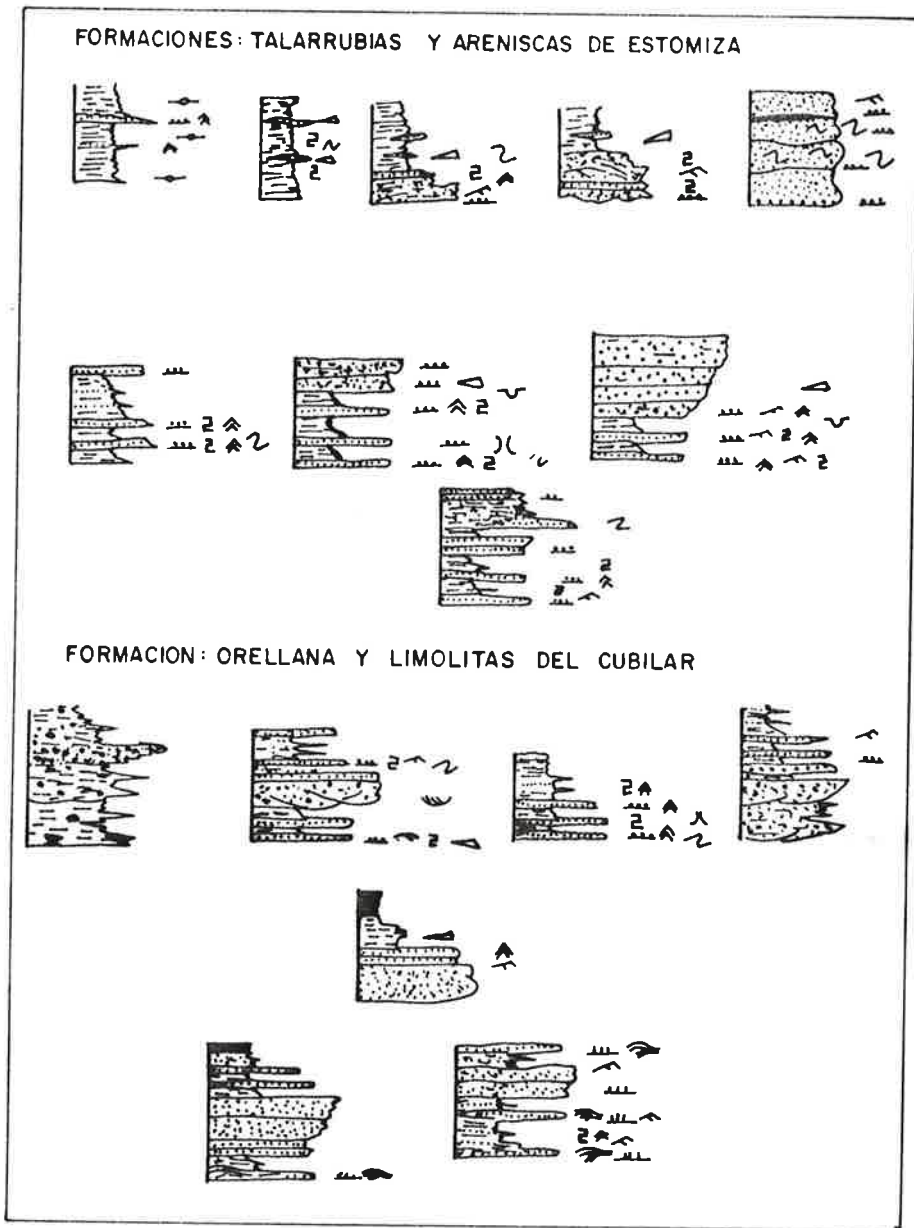 FORMACIONES: TALARRUBIAS Y ARENISCAS DE ESTOMIZA
FORMACION: ORELLANA Y LIMOLITAS DEL CUBILAR